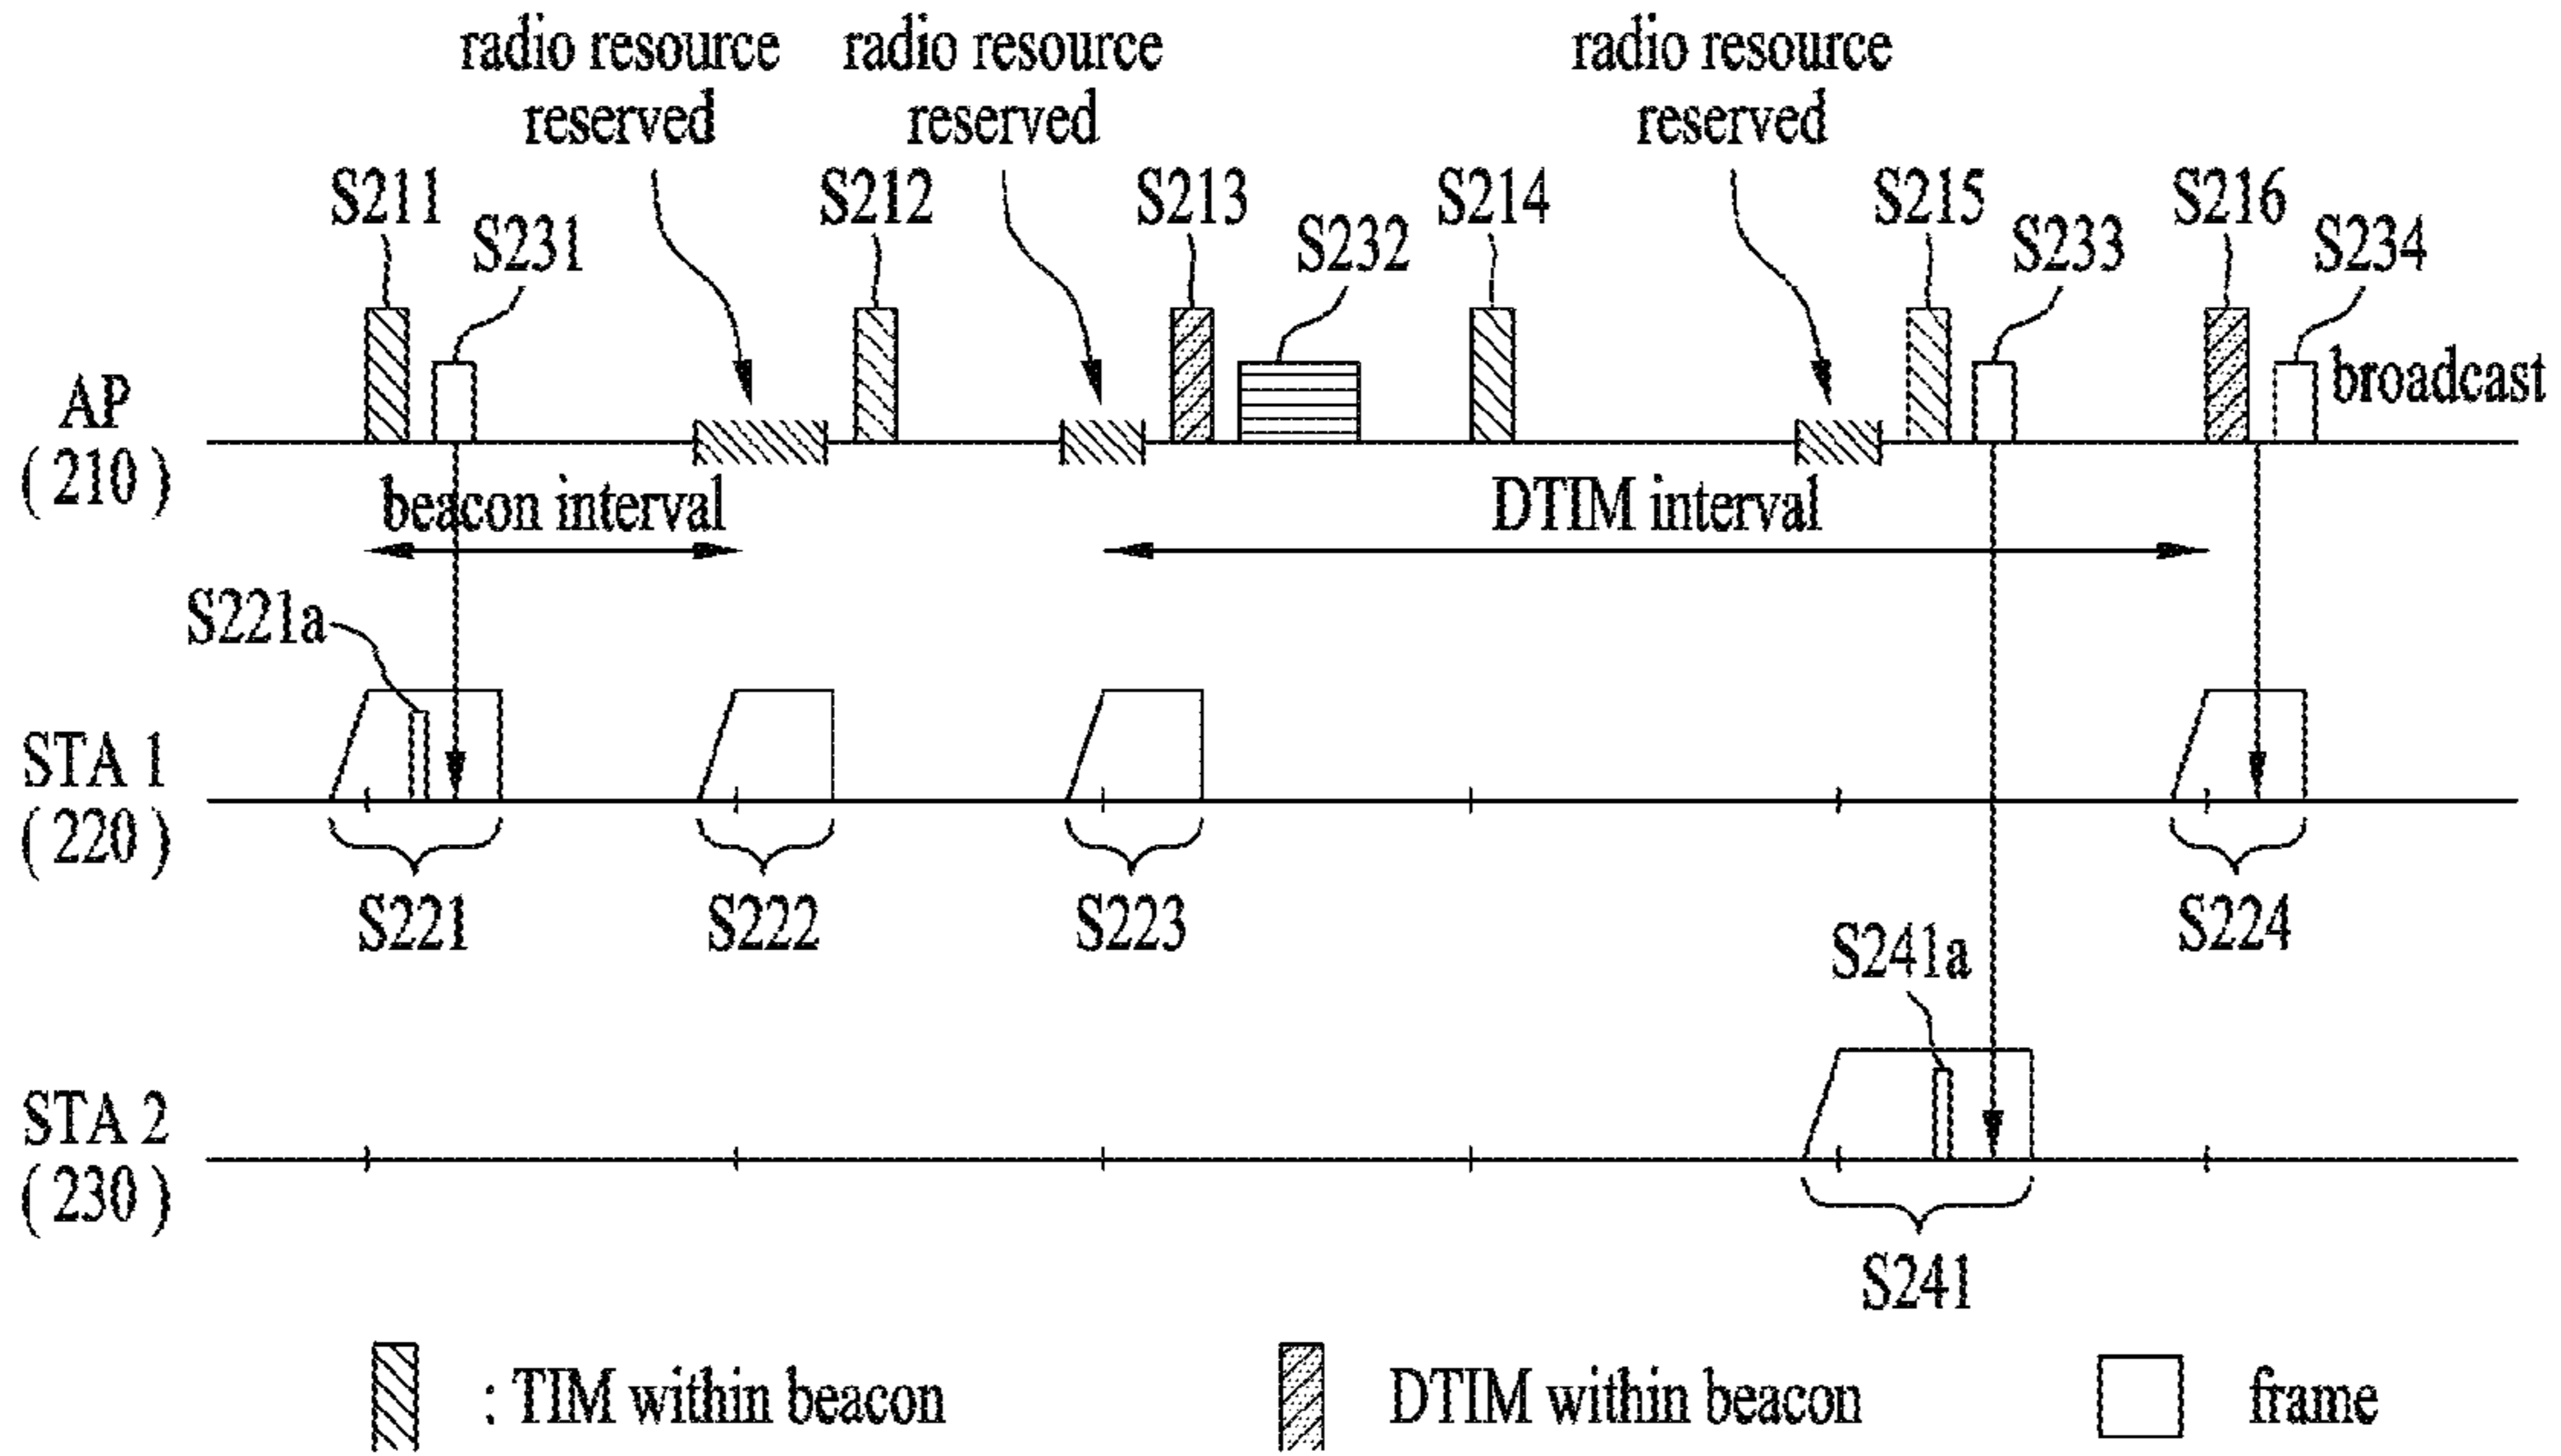 radio resource
reserved
radio resource
reserved
radio resource
reserved
S211
S231
S212
S213
S232
S214
S215
S233
S216
S234
AP
( 210 )
broadcast
beacon interval
DTIM interval
S221a
STA 1
( 220 )
S221
S222
S223
S224
S241a
STA 2
( 230 )
S241
: TIM within beacon
DTIM within beacon
frame